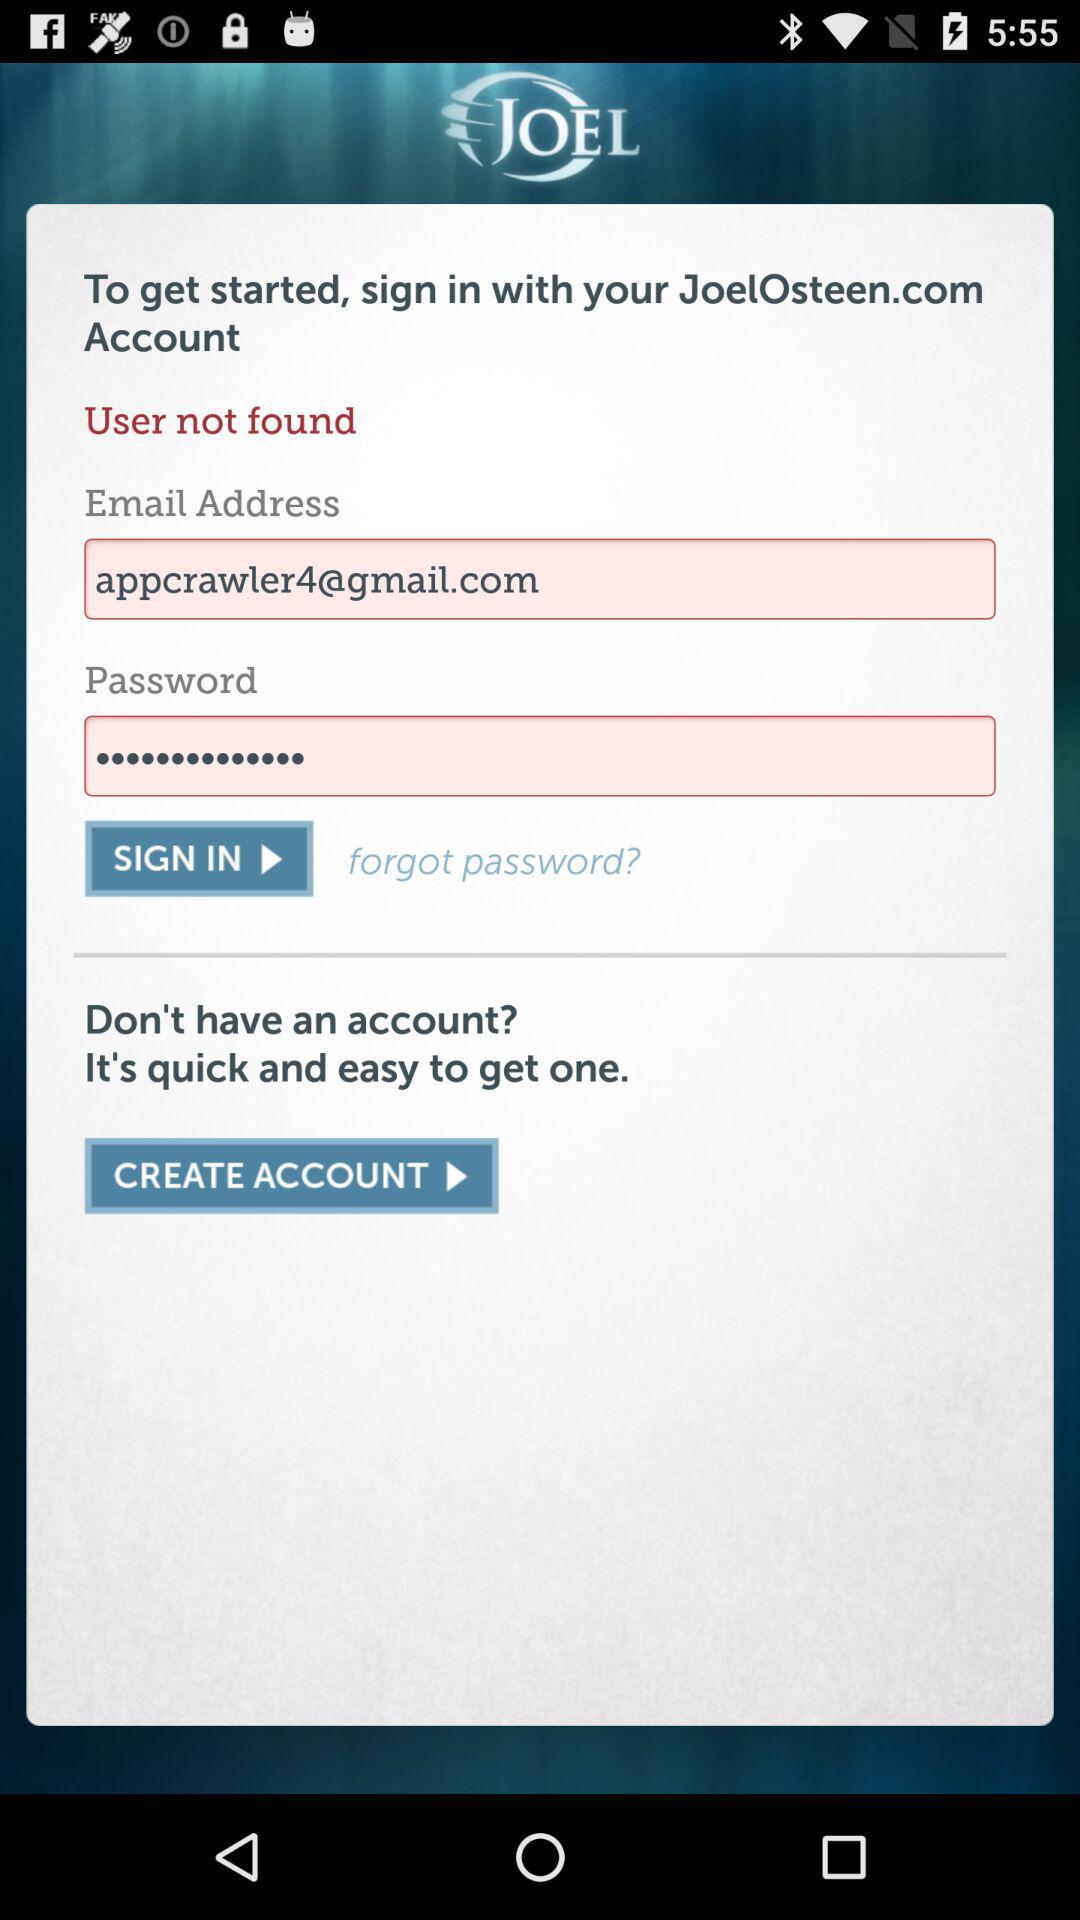 FAKE
5:55
JOEL
To get started, sign in with your JoelOsteen.com
Account
User not found
Email Address
appcrawler4@gmail.com
Password
••••••••••••••
SIGN IN
forgot password?
Don't have an account?
It's quick and easy to get one.
CREATE ACCOUNT